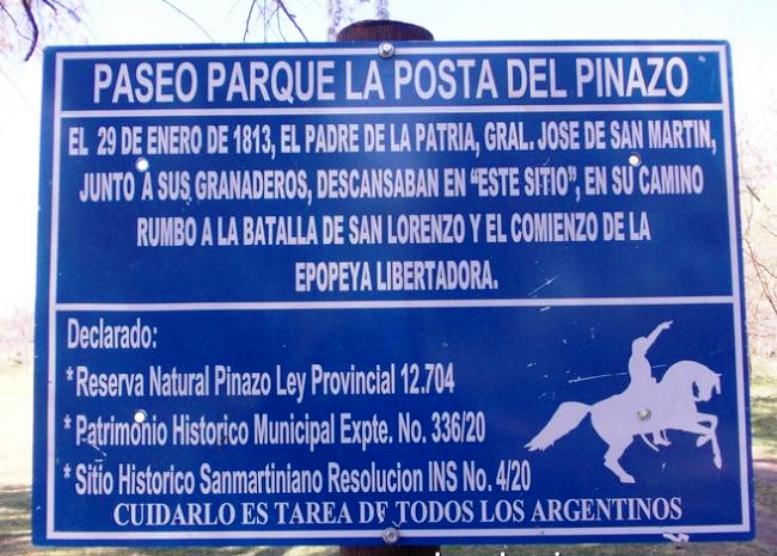 PASEO PARQUE LA POSTA DEL PINAZO
EL 29 DE ENERO DE 1813, EL PADRE DE LA PATRIA, GRAL. JOSE DE SAN MARTIN,
JUNTO A SUS GRANADEROS, DESCANSABAN EN “ESTE SITIO”, EN SU CAMINO
RUMBO A LA BATALLA DE SAN LORENZO Y EL COMIENZO DE LA
EPOPEYA LIBERTADORA.
Declarado:
* Reserva Natural Pinazo Ley Provincial 12.704
* Patrimonio Historico Municipal Expte. No. 336/20
* Sitio Historico Sanmartiniano Resolucion INS No. 4/20
CUIDARLO ES TAREA DE TODOS LOS ARGENTINOS